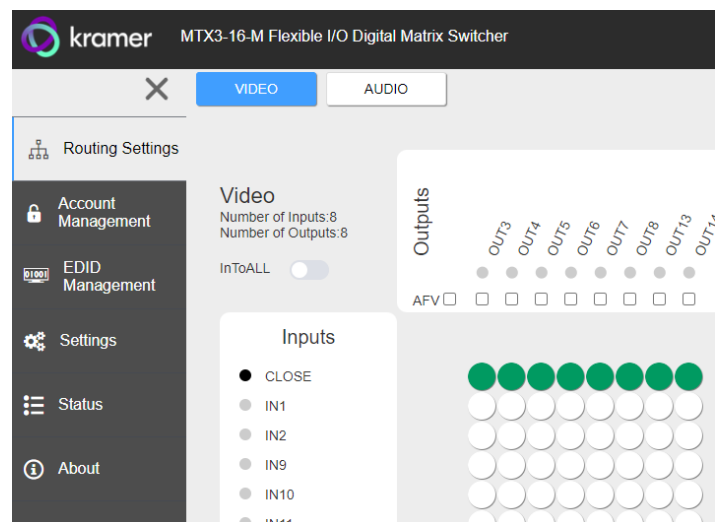 kramer MTX3-16-M Flexible I/O Digital Matrix Switcher
VIDEO AUDIO
Routing Settings
Account
Management
EDID
Management
Settings
Status
About
Video
Number of Inputs:8
Number of Outputs:8
InToALL
Outputs
OUT3 OUT4 OUT5 OUT6 OUT7 OUT8 OUT13 OUT14
AFV
Inputs
CLOSE
IN1
IN2
IN9
IN10
IN11